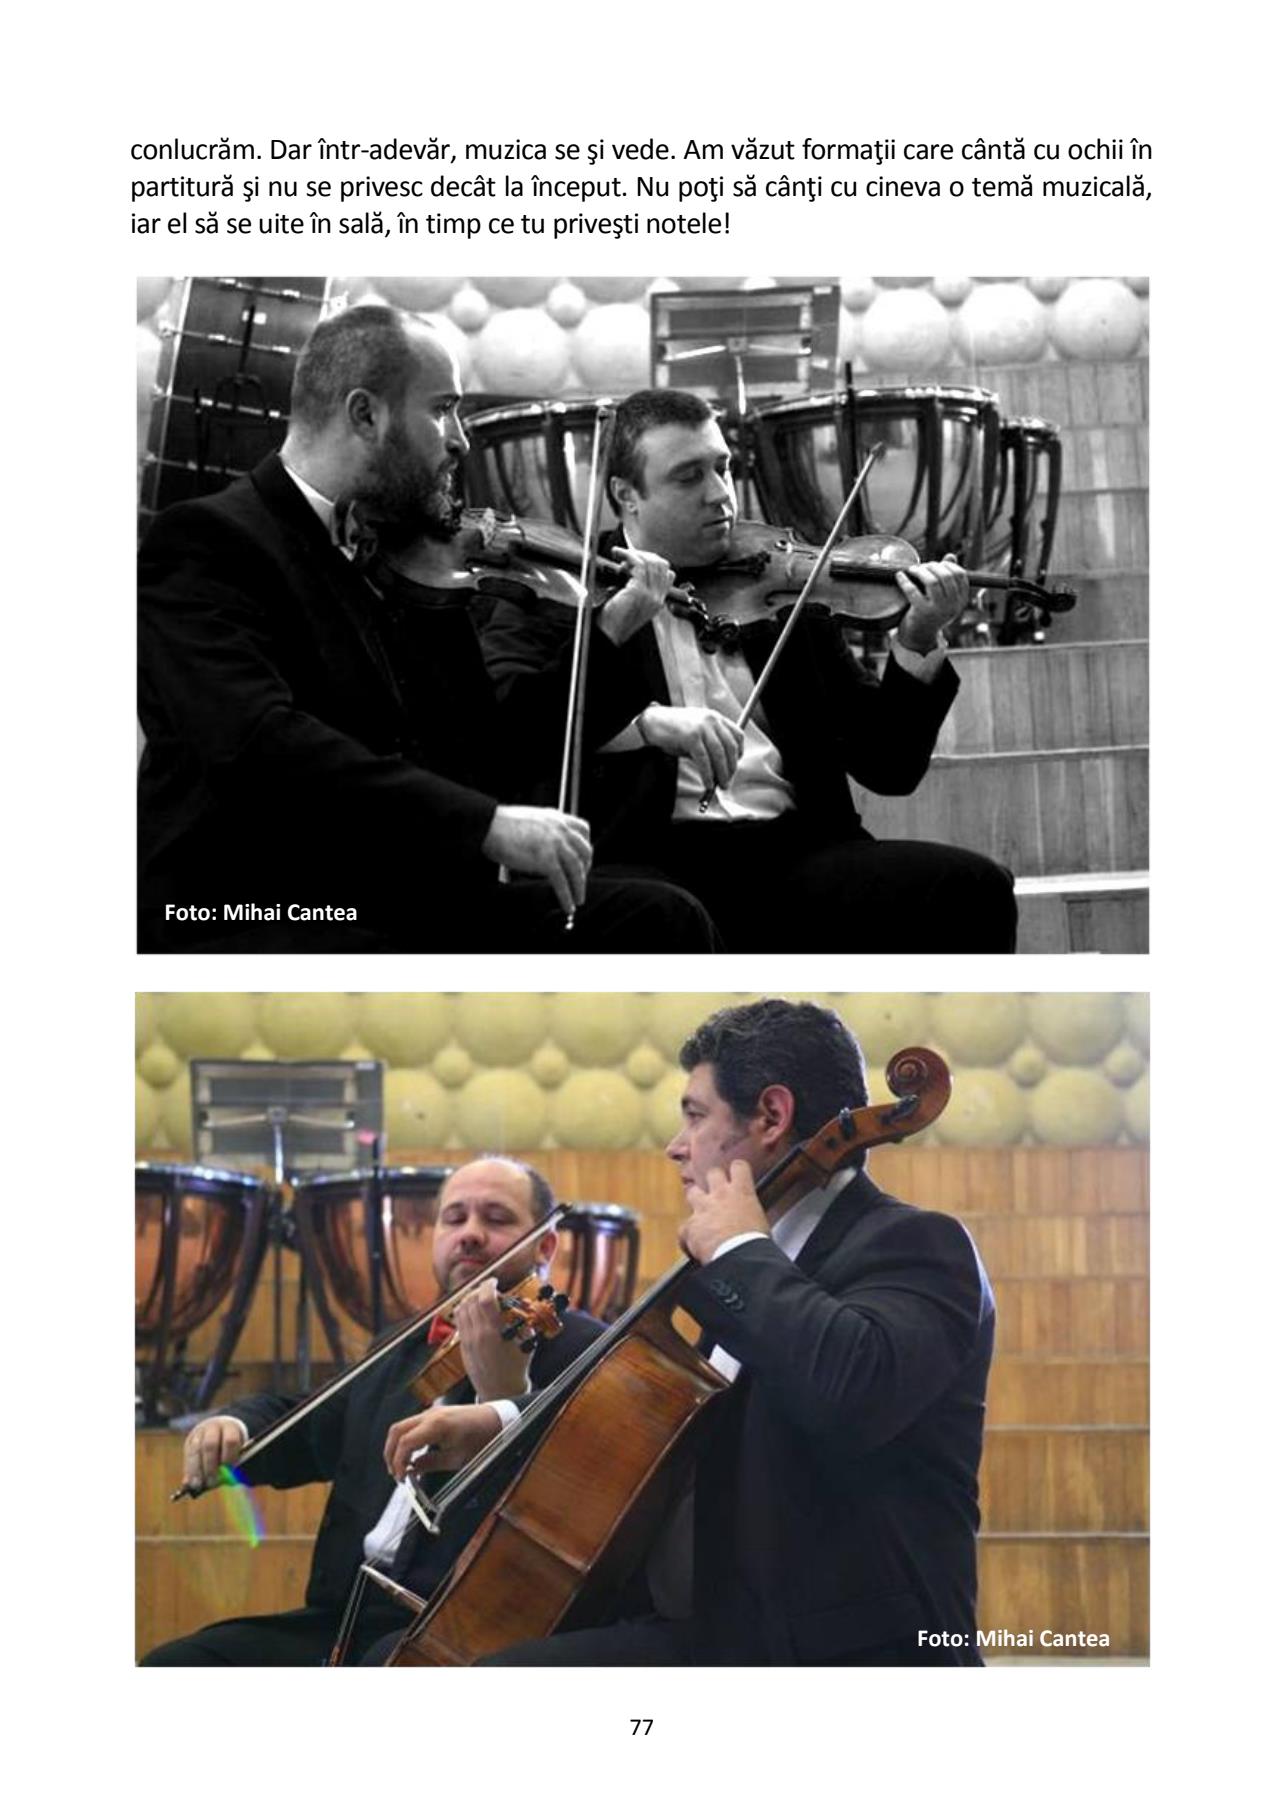 conlucrăm. Dar într-adevăr, muzica se şi vede. Am văzut formaţii care cântă cu ochii în
partitură şi nu se privesc decât la început. Nu poţi să cânţi cu cineva o temă muzicală,
iar el să se uite în sală, în timp ce tu priveşti notele!
Foto: Mihai Cantea
Foto: Mihai Cantea
77